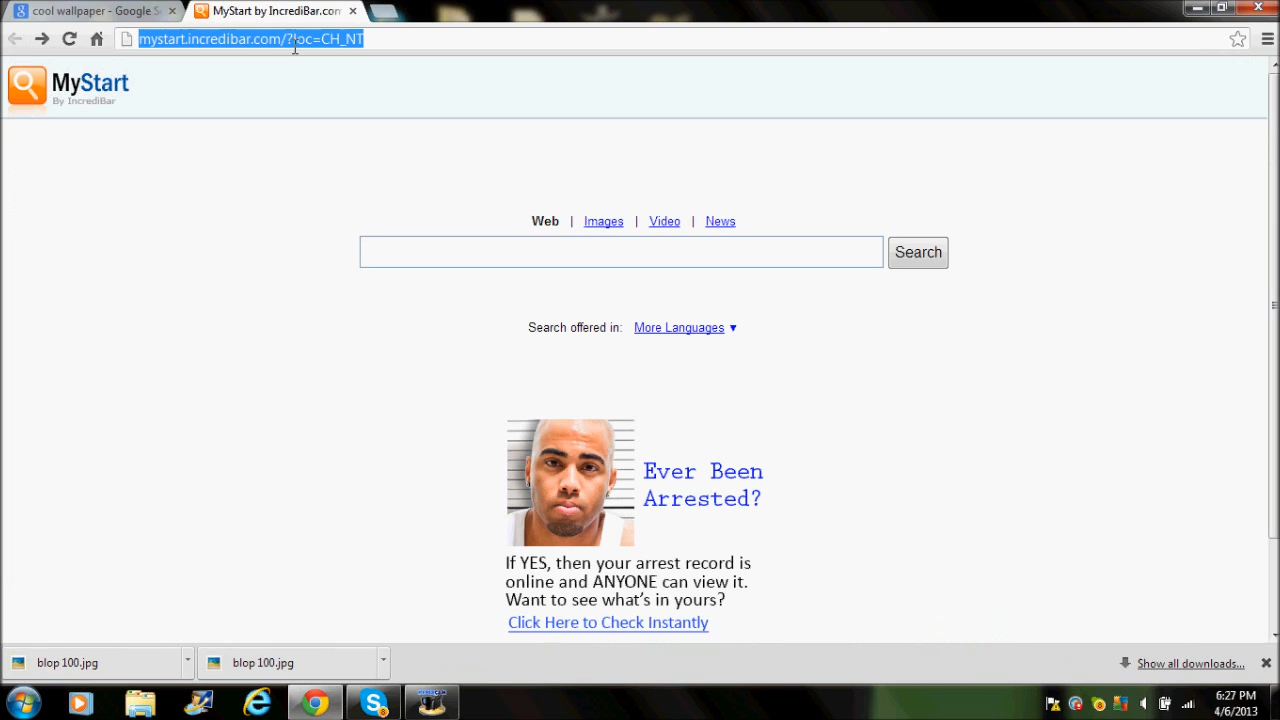 cool wallpaper - Google S
MyStart by IncrediBar.com
mystart.incredibar.com/?loc=CH_NT
MyStart
By IncrediBar
Web | Images | Video | News
Search
Search offered in: More Languages ▼
Ever Been
Arrested?
If YES, then your arrest record is
online and ANYONE can view it.
Want to see what's in yours?
Click Here to Check Instantly
blop 100.jpg
blop 100.jpg
Show all downloads...
6:27 PM
4/6/2013